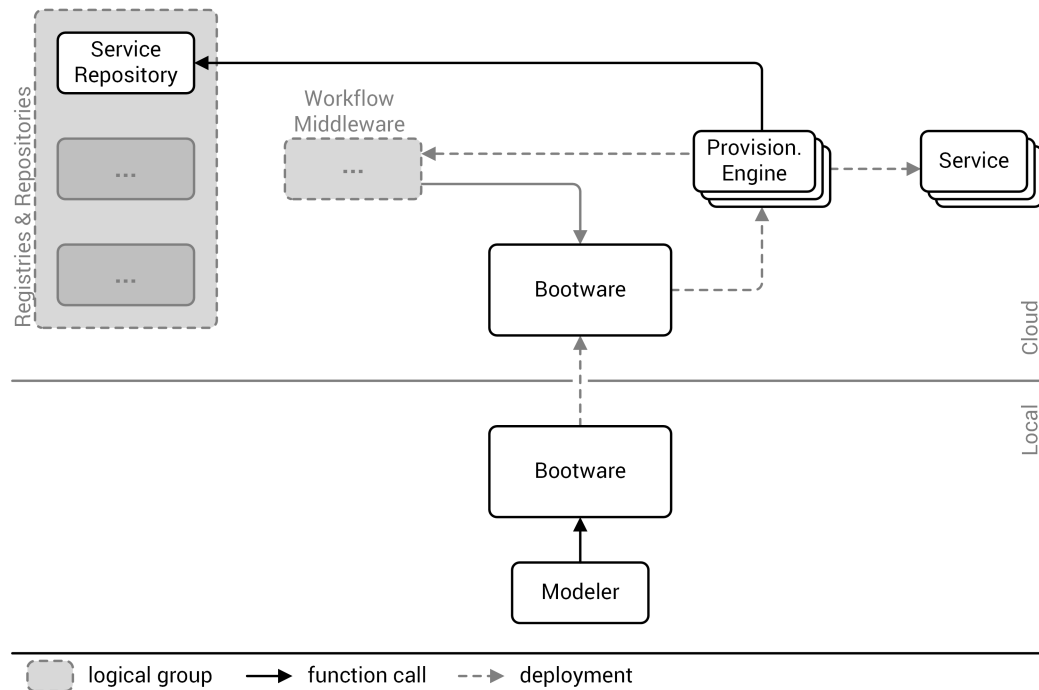 Service
Repository
Registries & Repositories
...
...
Workflow
Middleware
...
Provision.
Engine
Service
Bootware
Cloud
Local
Bootware
Modeler
logical group
function call
deployment